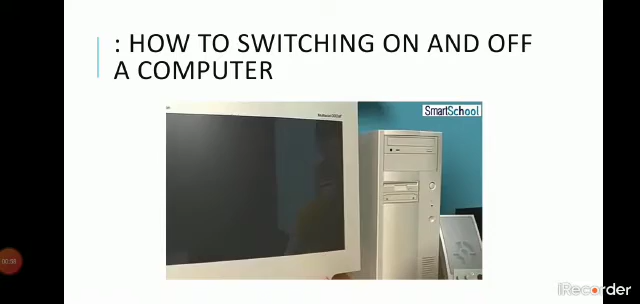 : HOW TO SWITCHING ON AND OFF
A COMPUTER
SmartSchool
iRecorder